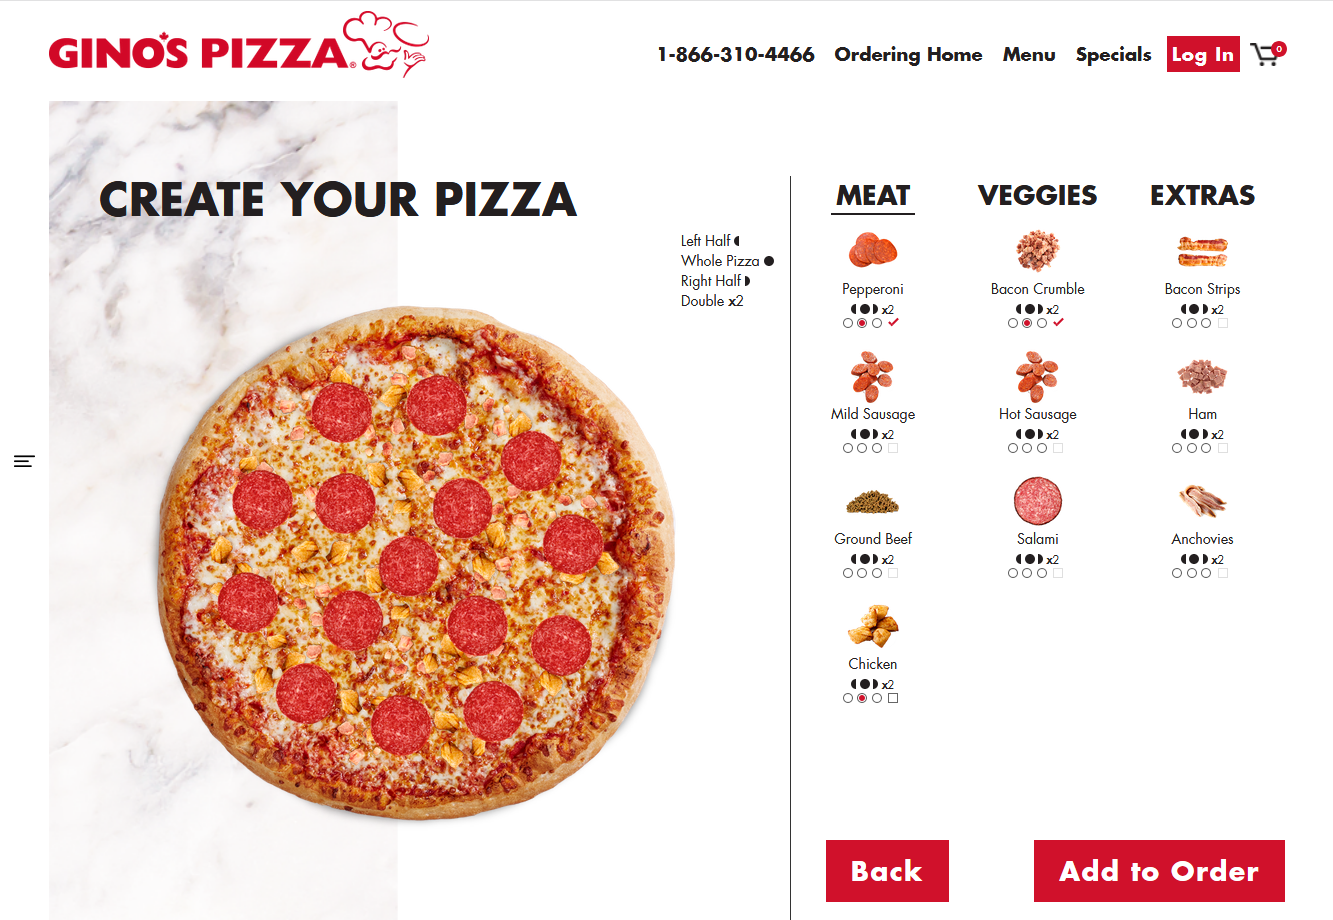 GINO'S PIZZA®
1-866-310-4466 Ordering Home Menu Specials Log In 0
CREATE YOUR PIZZA
Left Half
Whole Pizza
Right Half
Double x2
MEAT VEGGIES EXTRAS
Pepperoni Bacon Crumble Bacon Strips
x2 x2 x2
Mild Sausage Hot Sausage Ham
x2 x2 x2
Ground Beef Salami Anchovies
x2 x2 x2
Chicken
x2
Back Add to Order